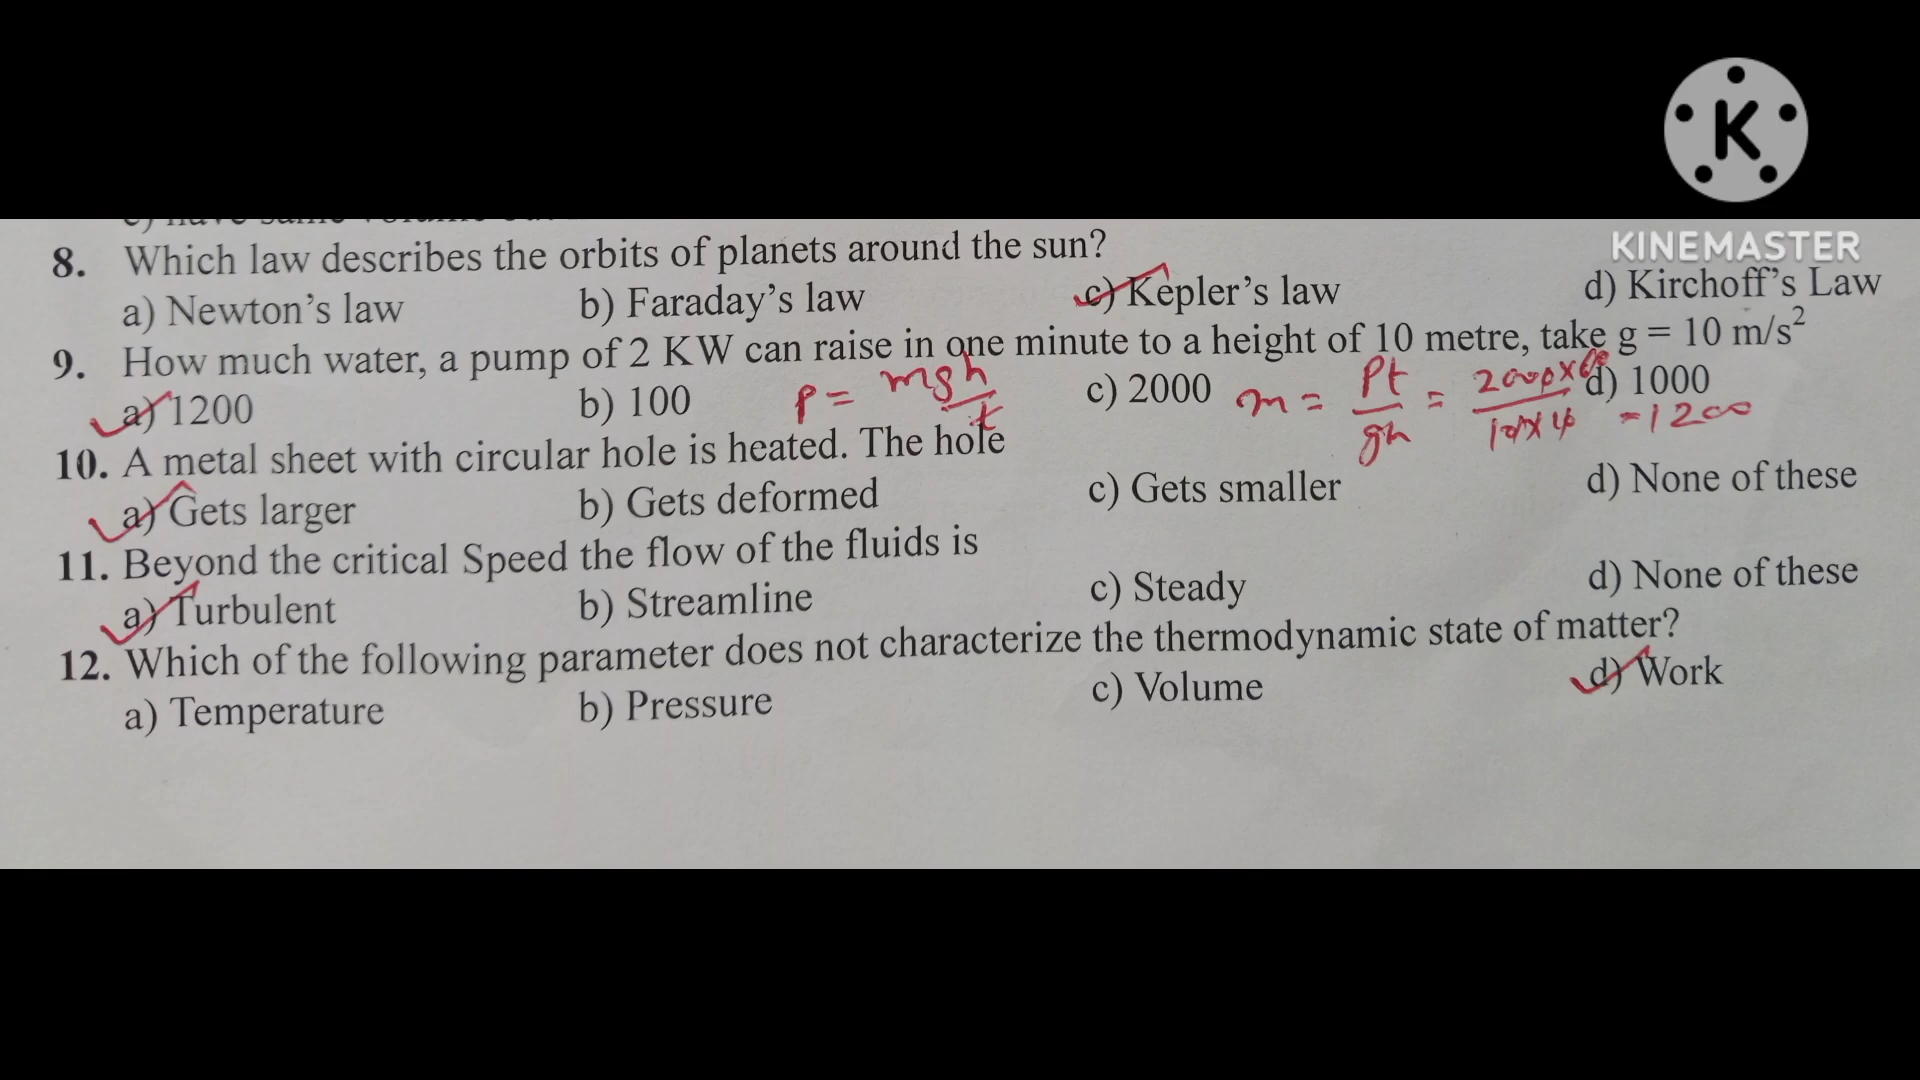 K
KINEMASTER
8. Which law describes the orbits of planets around the sun?
a) Newton's law b) Faraday's law c) Kepler's law d) Kirchoff's Law
9. How much water, a pump of 2 KW can raise in one minute to a height of 10 metre, take g = 10 m/s²
a) 1200 b) 100 c) 2000 d) 1000
P = mgh/t m = Pt/gh = =1200
10. A metal sheet with circular hole is heated. The hole
a) Gets larger b) Gets deformed c) Gets smaller d) None of these
11. Beyond the critical Speed the flow of the fluids is
a) Turbulent b) Streamline c) Steady d) None of these
12. Which of the following parameter does not characterize the thermodynamic state of matter?
a) Temperature b) Pressure c) Volume d) Work